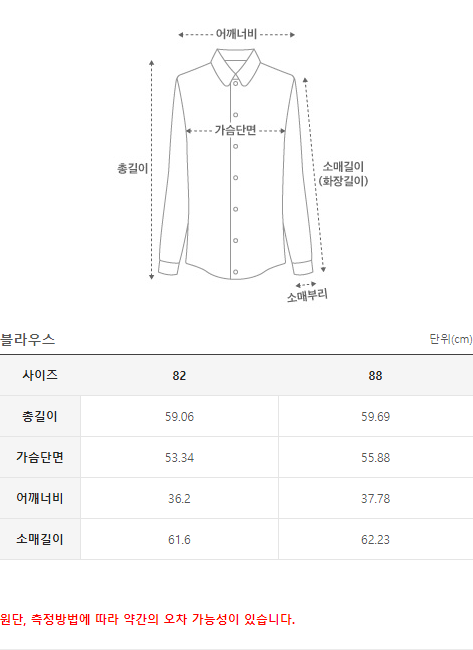 어깨너비
총길이
가슴단면
소매길이
(화장길이)
소매부리
블라우스 단위(cm)
사이즈 82 88
총길이 59.06 59.69
가슴단면 53.34 55.88
어깨너비 36.2 37.78
소매길이 61.6 62.23
원단, 측정방법에 따라 약간의 오차 가능성이 있습니다.